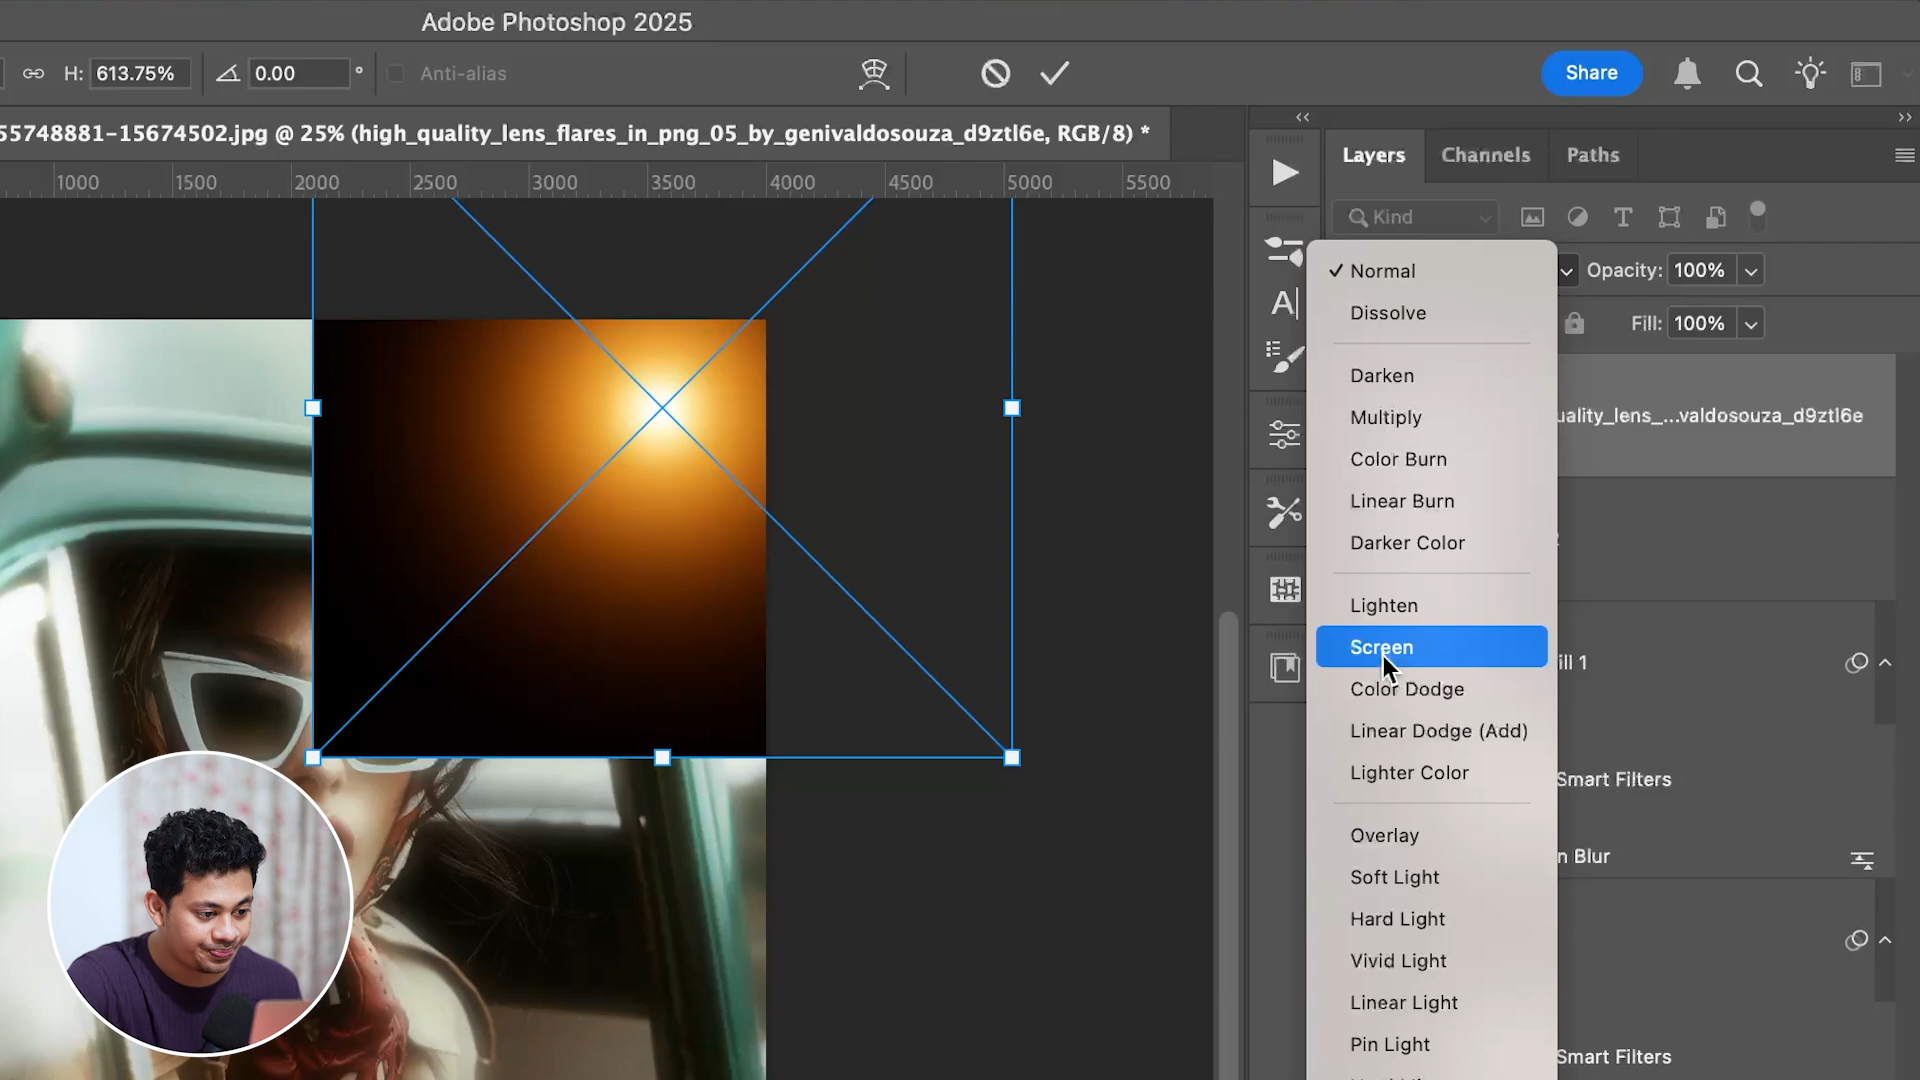 Adobe Photoshop 2025
H: 613.75% 0.00 ° Anti-alias Share
55748881-15674502.jpg @ 25% (high_quality_lens_flares_in_png_05_by_genivaldosouza_d9ztl6e, RGB/8) *
1000 1500 2000 2500 3000 3500 4000 4500 5000 5500
Layers Channels Paths
Kind
Normal
Opacity: 100%
Dissolve
Fill: 100%
Darken
Multiply
uality_lens_...valdosouza_d9ztl6e
Color Burn
Linear Burn
Darker Color
Lighten
Screen
ill 1
Color Dodge
Linear Dodge (Add)
Lighter Color
Smart Filters
Overlay
n Blur
Soft Light
Hard Light
Vivid Light
Linear Light
Pin Light
Smart Filters